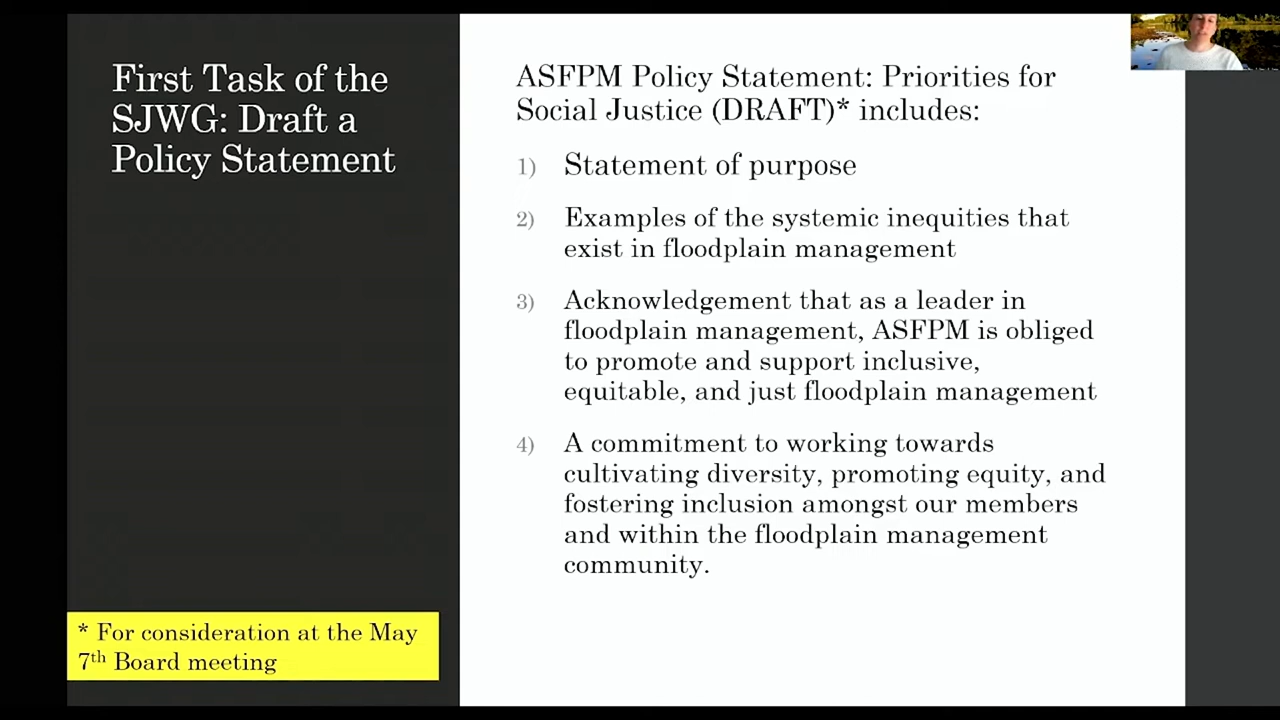 First Task of the
SJWG: Draft a
Policy Statement
* For consideration at the May
7th Board meeting
ASFPM Policy Statement: Priorities for
Social Justice (DRAFT)* includes:
1) Statement of purpose
2) Examples of the systemic inequities that
exist in floodplain management
3) Acknowledgement that as a leader in
floodplain management, ASFPM is obliged
to promote and support inclusive,
equitable, and just floodplain management
4) A commitment to working towards
cultivating diversity, promoting equity, and
fostering inclusion amongst our members
and within the floodplain management
community.